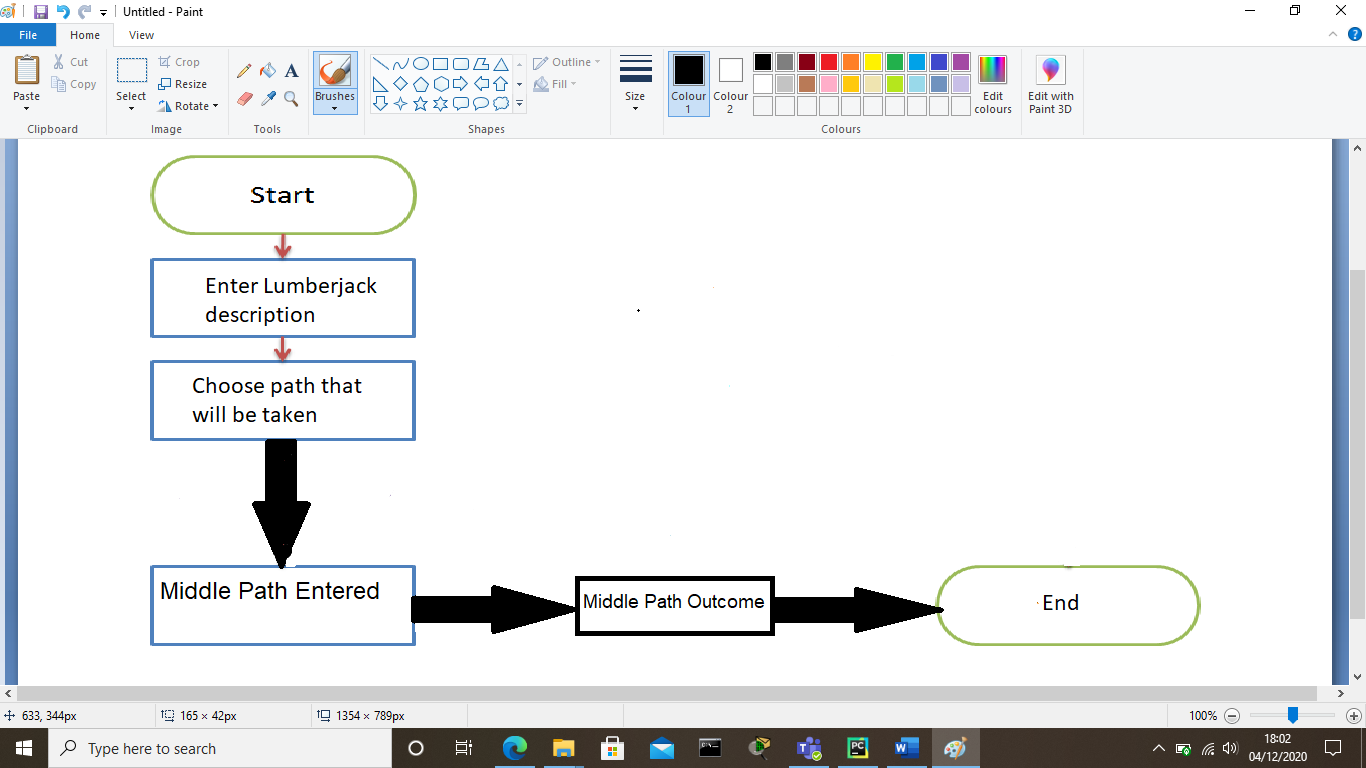 Untitled - Paint
File Home View
Paste
Cut
Copy
Clipboard
Select
Crop
Resize
Rotate
Image
A
Tools
Brushes
Shapes
Outline
Fill
Size
Colour 1
Colour 2
Colours
Edit colours
Edit with Paint 3D
Start
Enter Lumberjack
description
Choose path that
will be taken
Middle Path Entered
Middle Path Outcome
End
633, 344px 165 × 42px 1354 × 789px 100%
Type here to search
18:02
04/12/2020